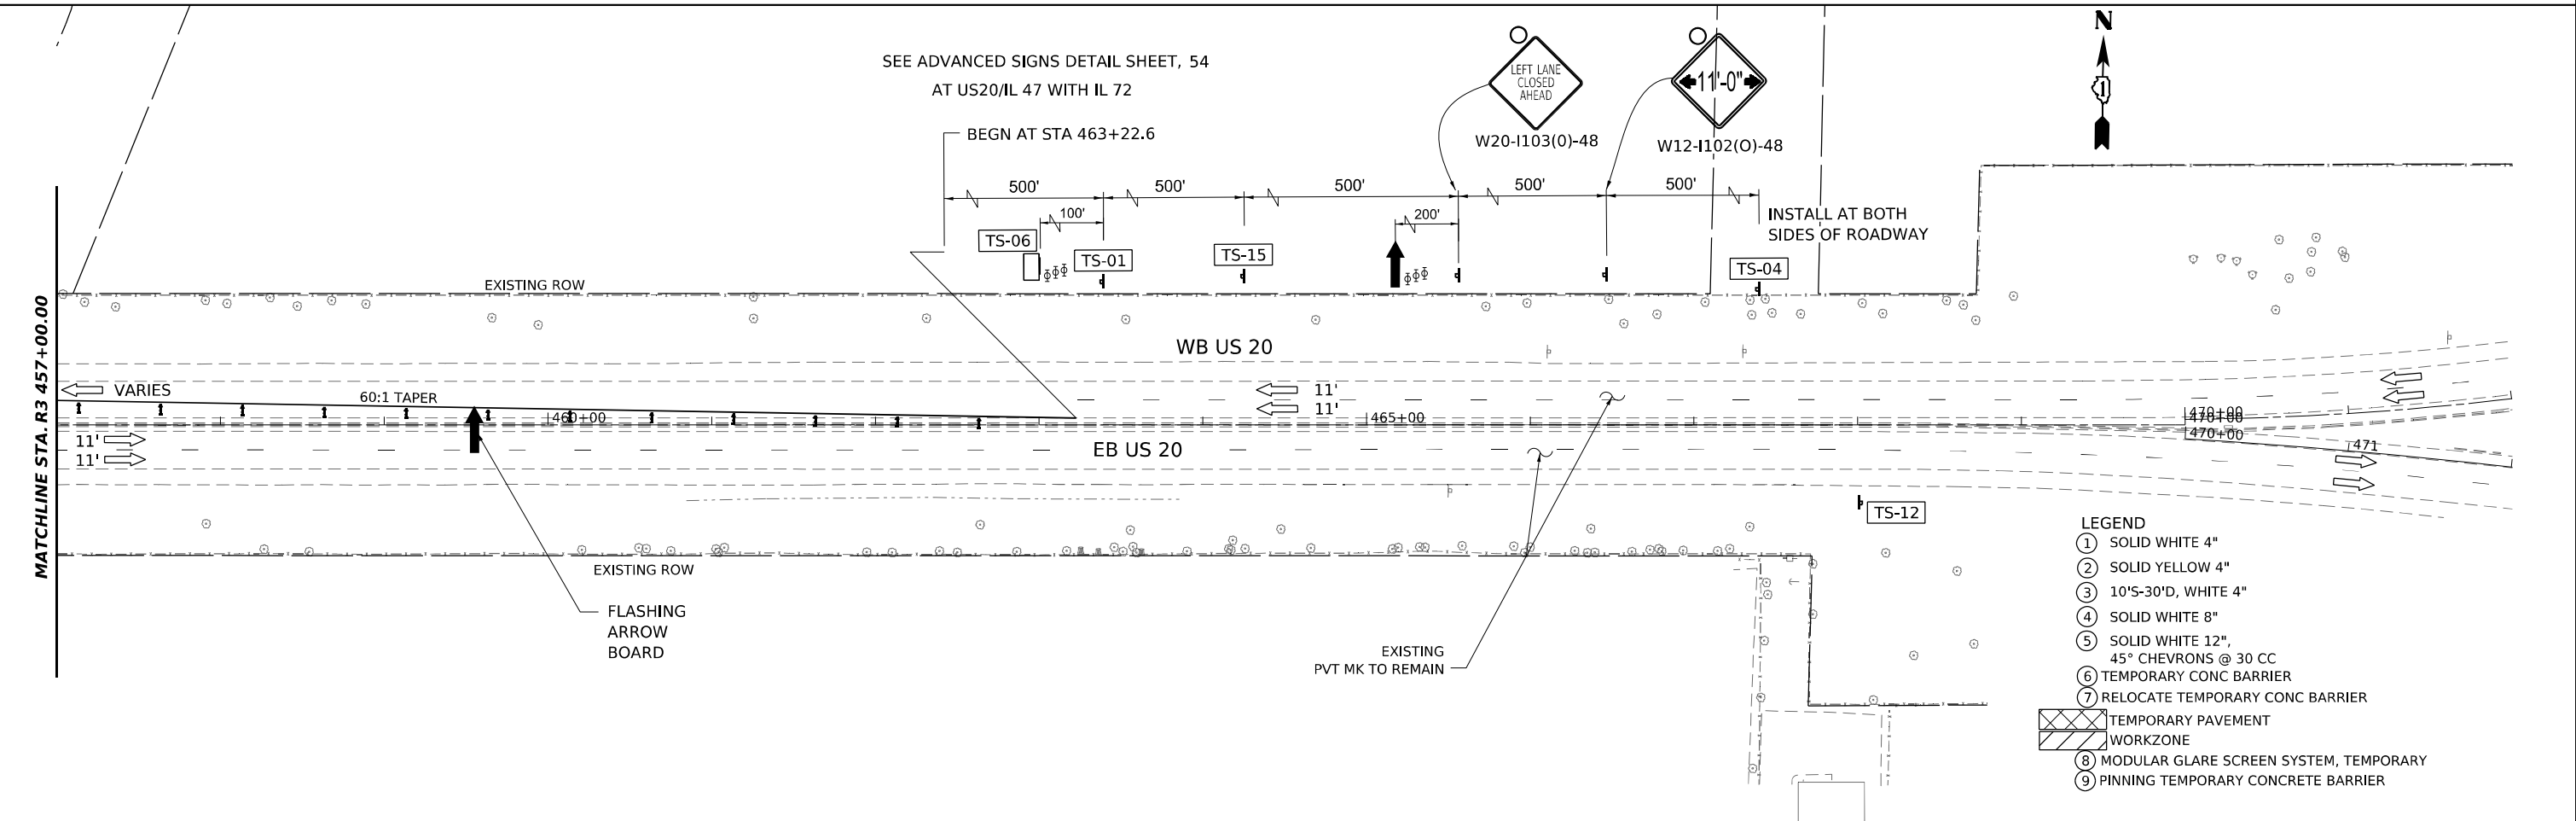 SEE ADVANCED SIGNS DETAIL SHEET, 54
AT US20/IL 47 WITH IL 72
BEGN AT STA 463+22.6
LEFT LANE
CLOSED
AHEAD
W20-I103(0)-48
11'-0"
W12-I102(O)-48
N
1
500'
500'
500'
500'
500'
100'
200'
INSTALL AT BOTH
SIDES OF ROADWAY
TS-06
TS-01
TS-15
TS-04
EXISTING ROW
MATCHLINE STA. R3 457+00.00
WB US 20
VARIES
60:1 TAPER
11'
11'
460+00
465+00
470+00
470+00
470+00
471
11'
11'
EB US 20
TS-12
EXISTING ROW
FLASHING
ARROW
BOARD
EXISTING
PVT MK TO REMAIN
LEGEND
1 SOLID WHITE 4"
2 SOLID YELLOW 4"
3 10'S-30'D, WHITE 4"
4 SOLID WHITE 8"
5 SOLID WHITE 12",
45° CHEVRONS @ 30 CC
6 TEMPORARY CONC BARRIER
7 RELOCATE TEMPORARY CONC BARRIER
TEMPORARY PAVEMENT
WORKZONE
8 MODULAR GLARE SCREEN SYSTEM, TEMPORARY
9 PINNING TEMPORARY CONCRETE BARRIER